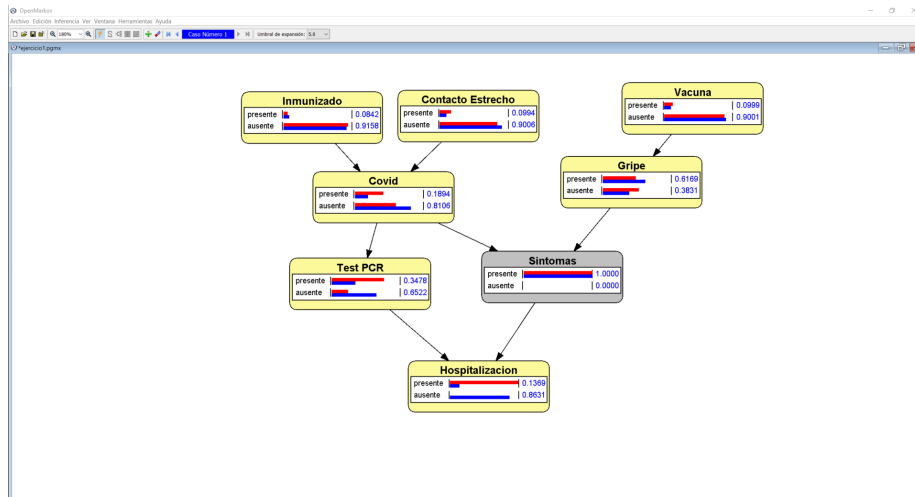 OpenMarkov
Archivo Edición Inferencia Ver Ventana Herramientas Ayuda
100% Caso Número 1 Umbral de expansión: 5,0
*ejercicio1.pgmx
Inmunizado
presente 0.0842
ausente 0.9158
Contacto Estrecho
presente 0.0994
ausente 0.9006
Vacuna
presente 0.0999
ausente 0.9001
Covid
presente 0.1894
ausente 0.8106
Gripe
presente 0.6169
ausente 0.3831
Test PCR
presente 0.3478
ausente 0.6522
Sintomas
presente 1.0000
ausente 0.0000
Hospitalizacion
presente 0.1369
ausente 0.8631